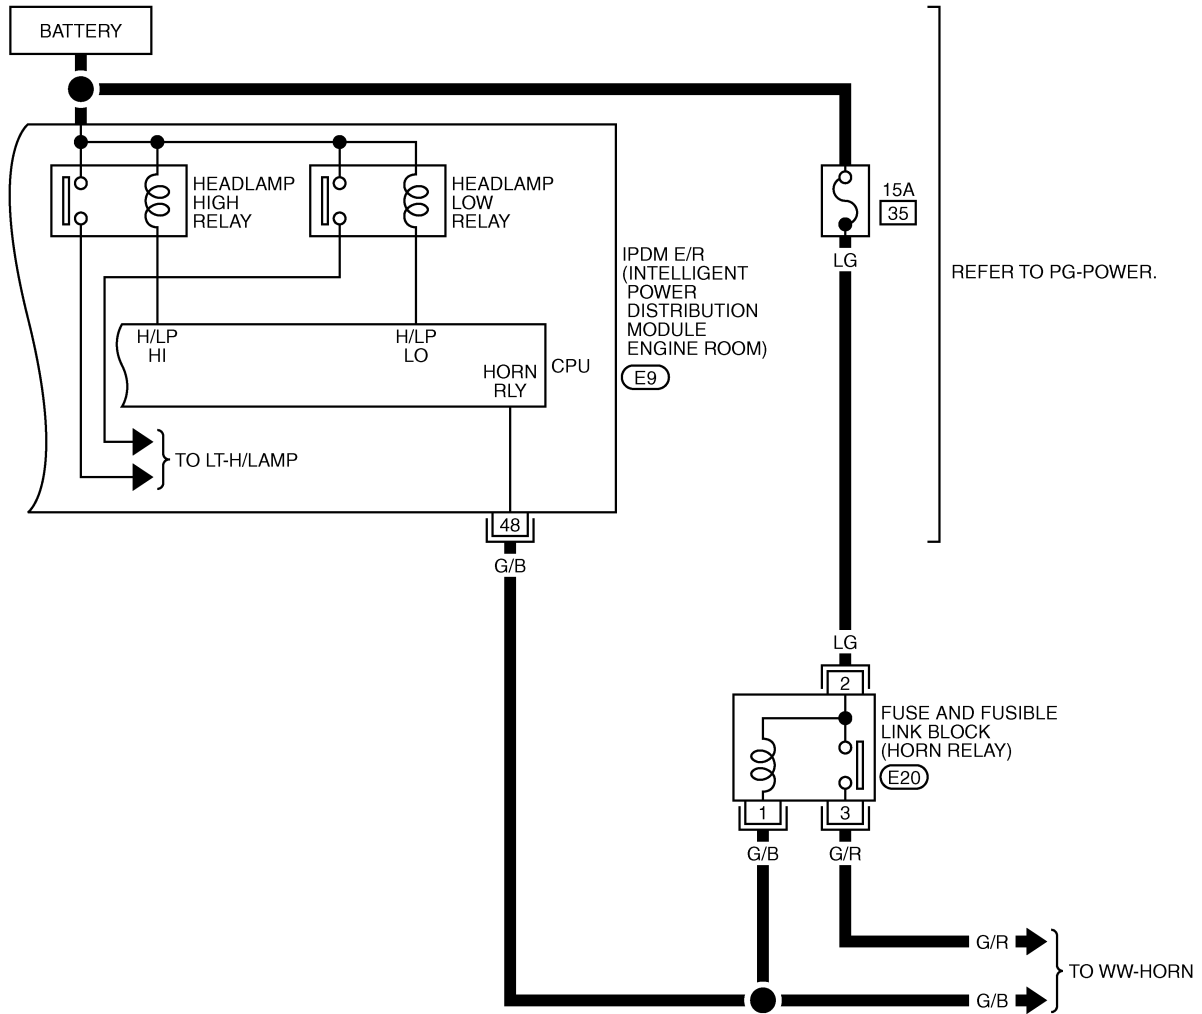 BATTERY
HEADLAMP
HIGH
RELAY
HEADLAMP
LOW
RELAY
15A
35
LG
IPDM E/R
(INTELLIGENT
POWER
DISTRIBUTION
MODULE
ENGINE ROOM)
E9
REFER TO PG-POWER.
H/LP
HI
H/LP
LO
HORN
RLY
CPU
TO LT-H/LAMP
48
G/B
LG
2
FUSE AND FUSIBLE
LINK BLOCK
(HORN RELAY)
E20
1
3
G/B
G/R
G/R
TO WW-HORN
G/B